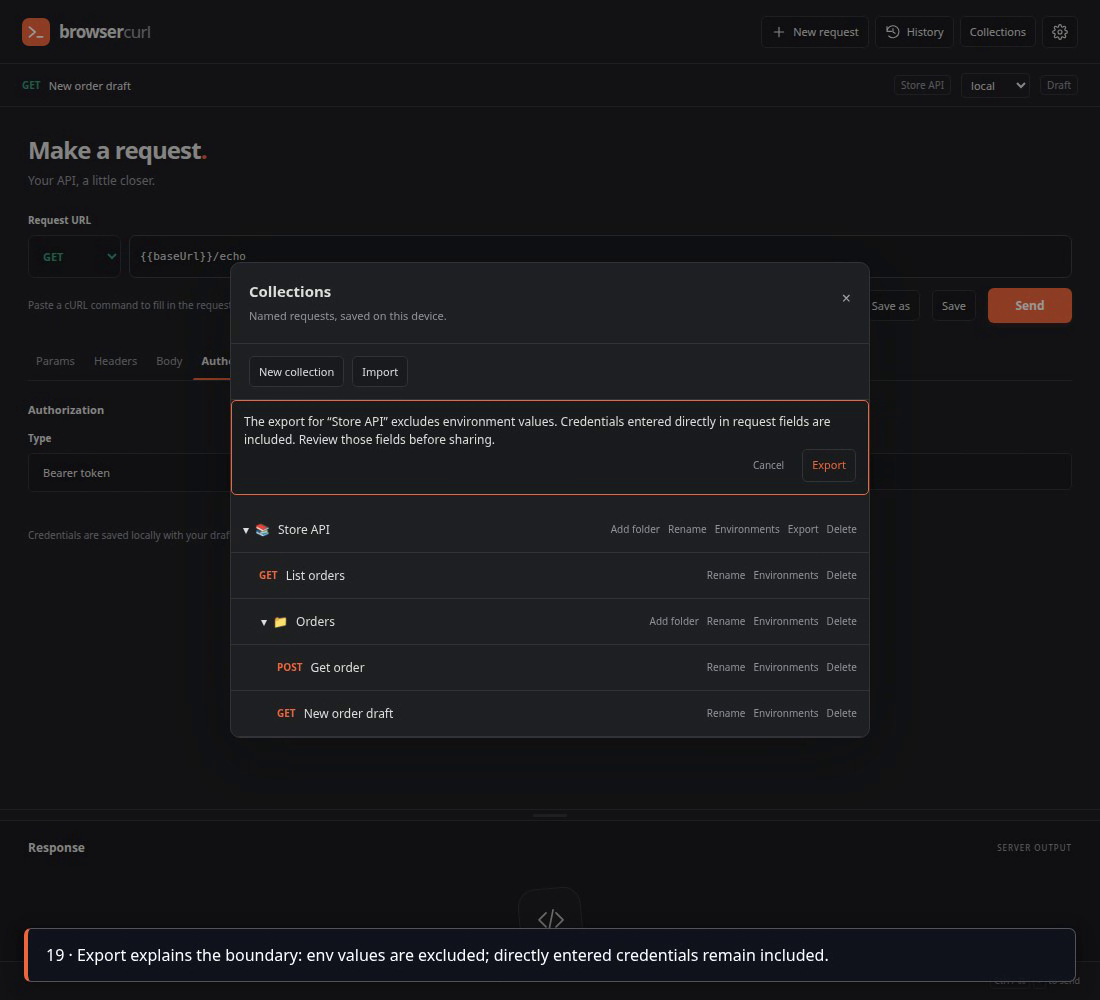 browsercurl
New request
History
Collections
GET New order draft
Store API
local
Draft
Make a request.
Your API, a little closer.
Request URL
GET
{{baseUrl}}/echo
Paste a cURL command to fill in the request
Save as
Save
Send
Params
Headers
Body
Autho
Authorization
Type
Bearer token
Credentials are saved locally with your draf
Collections
×
Named requests, saved on this device.
New collection
Import
The export for “Store API” excludes environment values. Credentials entered directly in request fields are
included. Review those fields before sharing.
Cancel
Export
Store API Add folder Rename Environments Export Delete
GET List orders Rename Environments Delete
Orders Add folder Rename Environments Delete
POST Get order Rename Environments Delete
GET New order draft Rename Environments Delete
Response
SERVER OUTPUT
19 · Export explains the boundary: env values are excluded; directly entered credentials remain included.